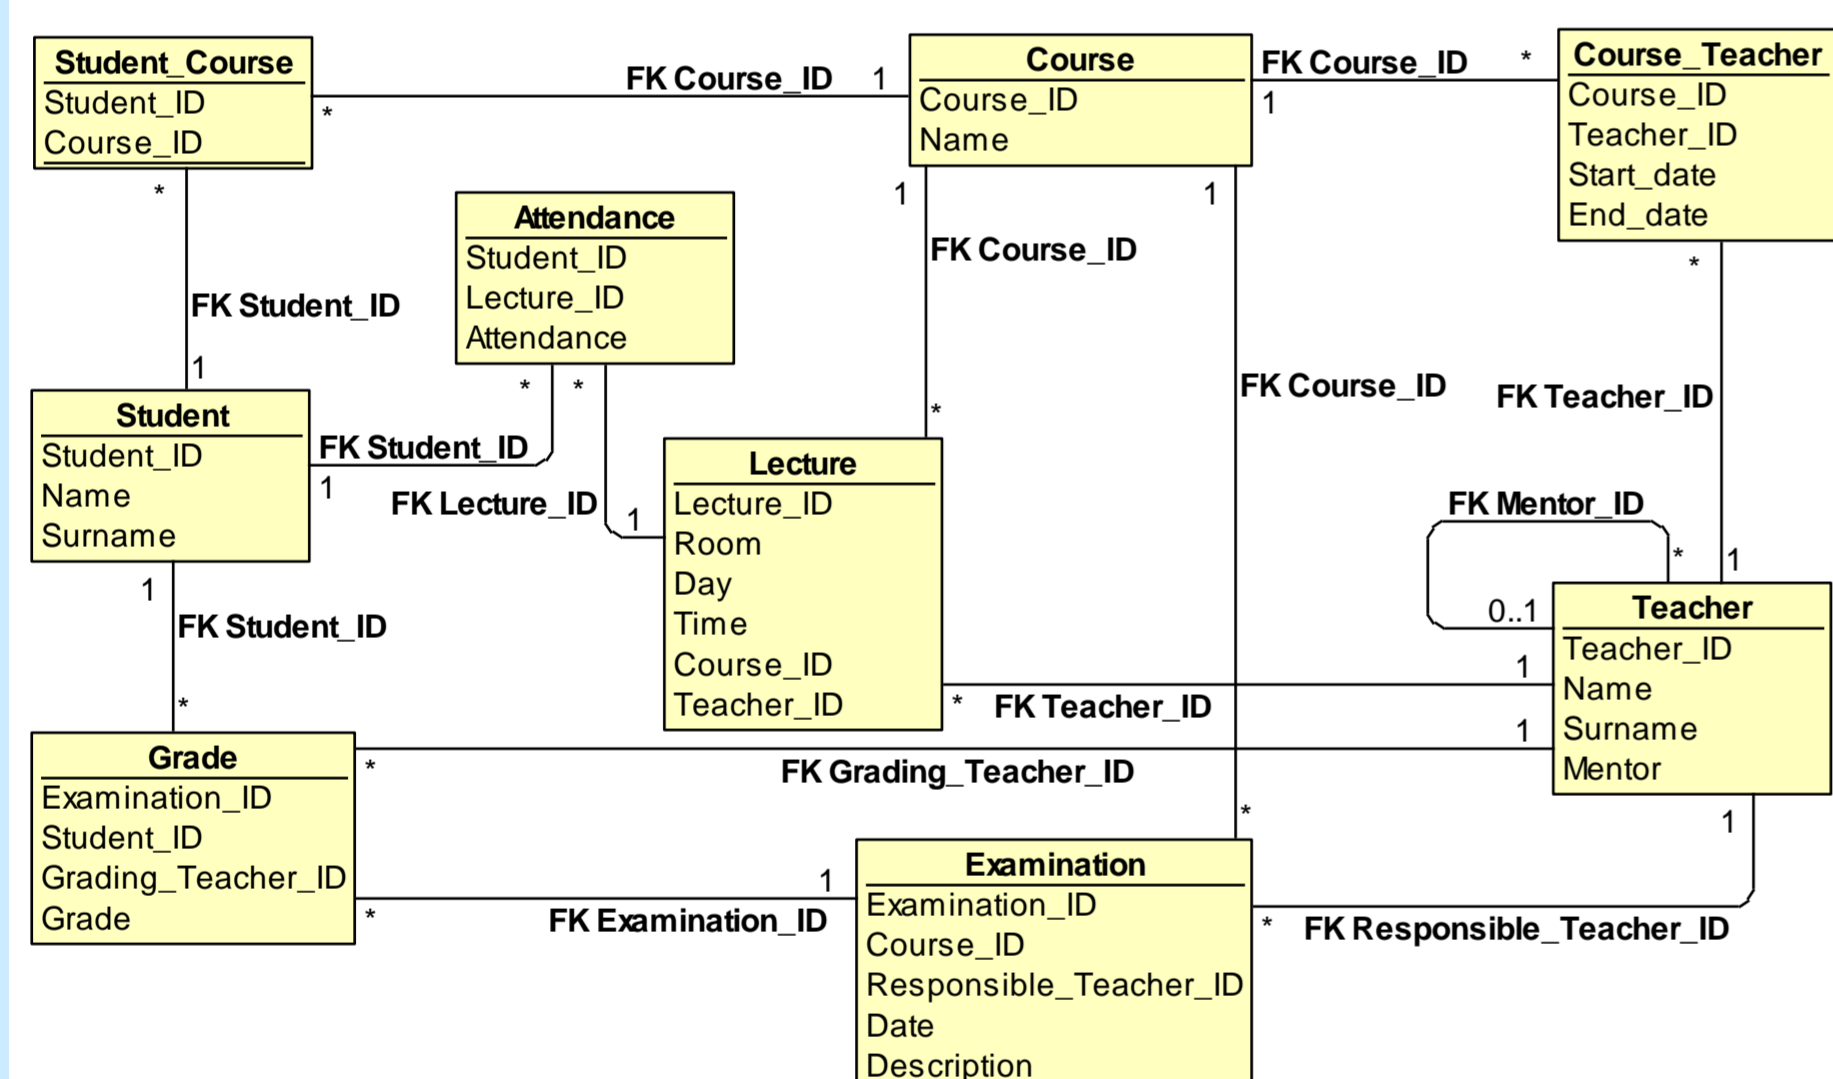 Student_Course
Student_ID
Course_ID
FK Course_ID
1
*
Course
Course_ID
Name
FK Course_ID
*
1
Course_Teacher
Course_ID
Teacher_ID
Start_date
End_date
*
FK Student_ID
1
Attendance
Student_ID
Lecture_ID
Attendance
*
*
1
FK Course_ID
*
1
FK Course_ID
*
FK Teacher_ID
1
Student
Student_ID
Name
Surname
FK Student_ID
1
FK Lecture_ID
1
Lecture
Lecture_ID
Room
Day
Time
Course_ID
Teacher_ID
FK Mentor_ID
*
0..1
Teacher
Teacher_ID
Name
Surname
Mentor
1
FK Student_ID
*
*
FK Teacher_ID
1
Grade
Examination_ID
Student_ID
Grading_Teacher_ID
Grade
*
FK Grading_Teacher_ID
1
*
FK Examination_ID
1
*
Examination
Examination_ID
Course_ID
Responsible_Teacher_ID
Date
Description
1
*
FK Responsible_Teacher_ID